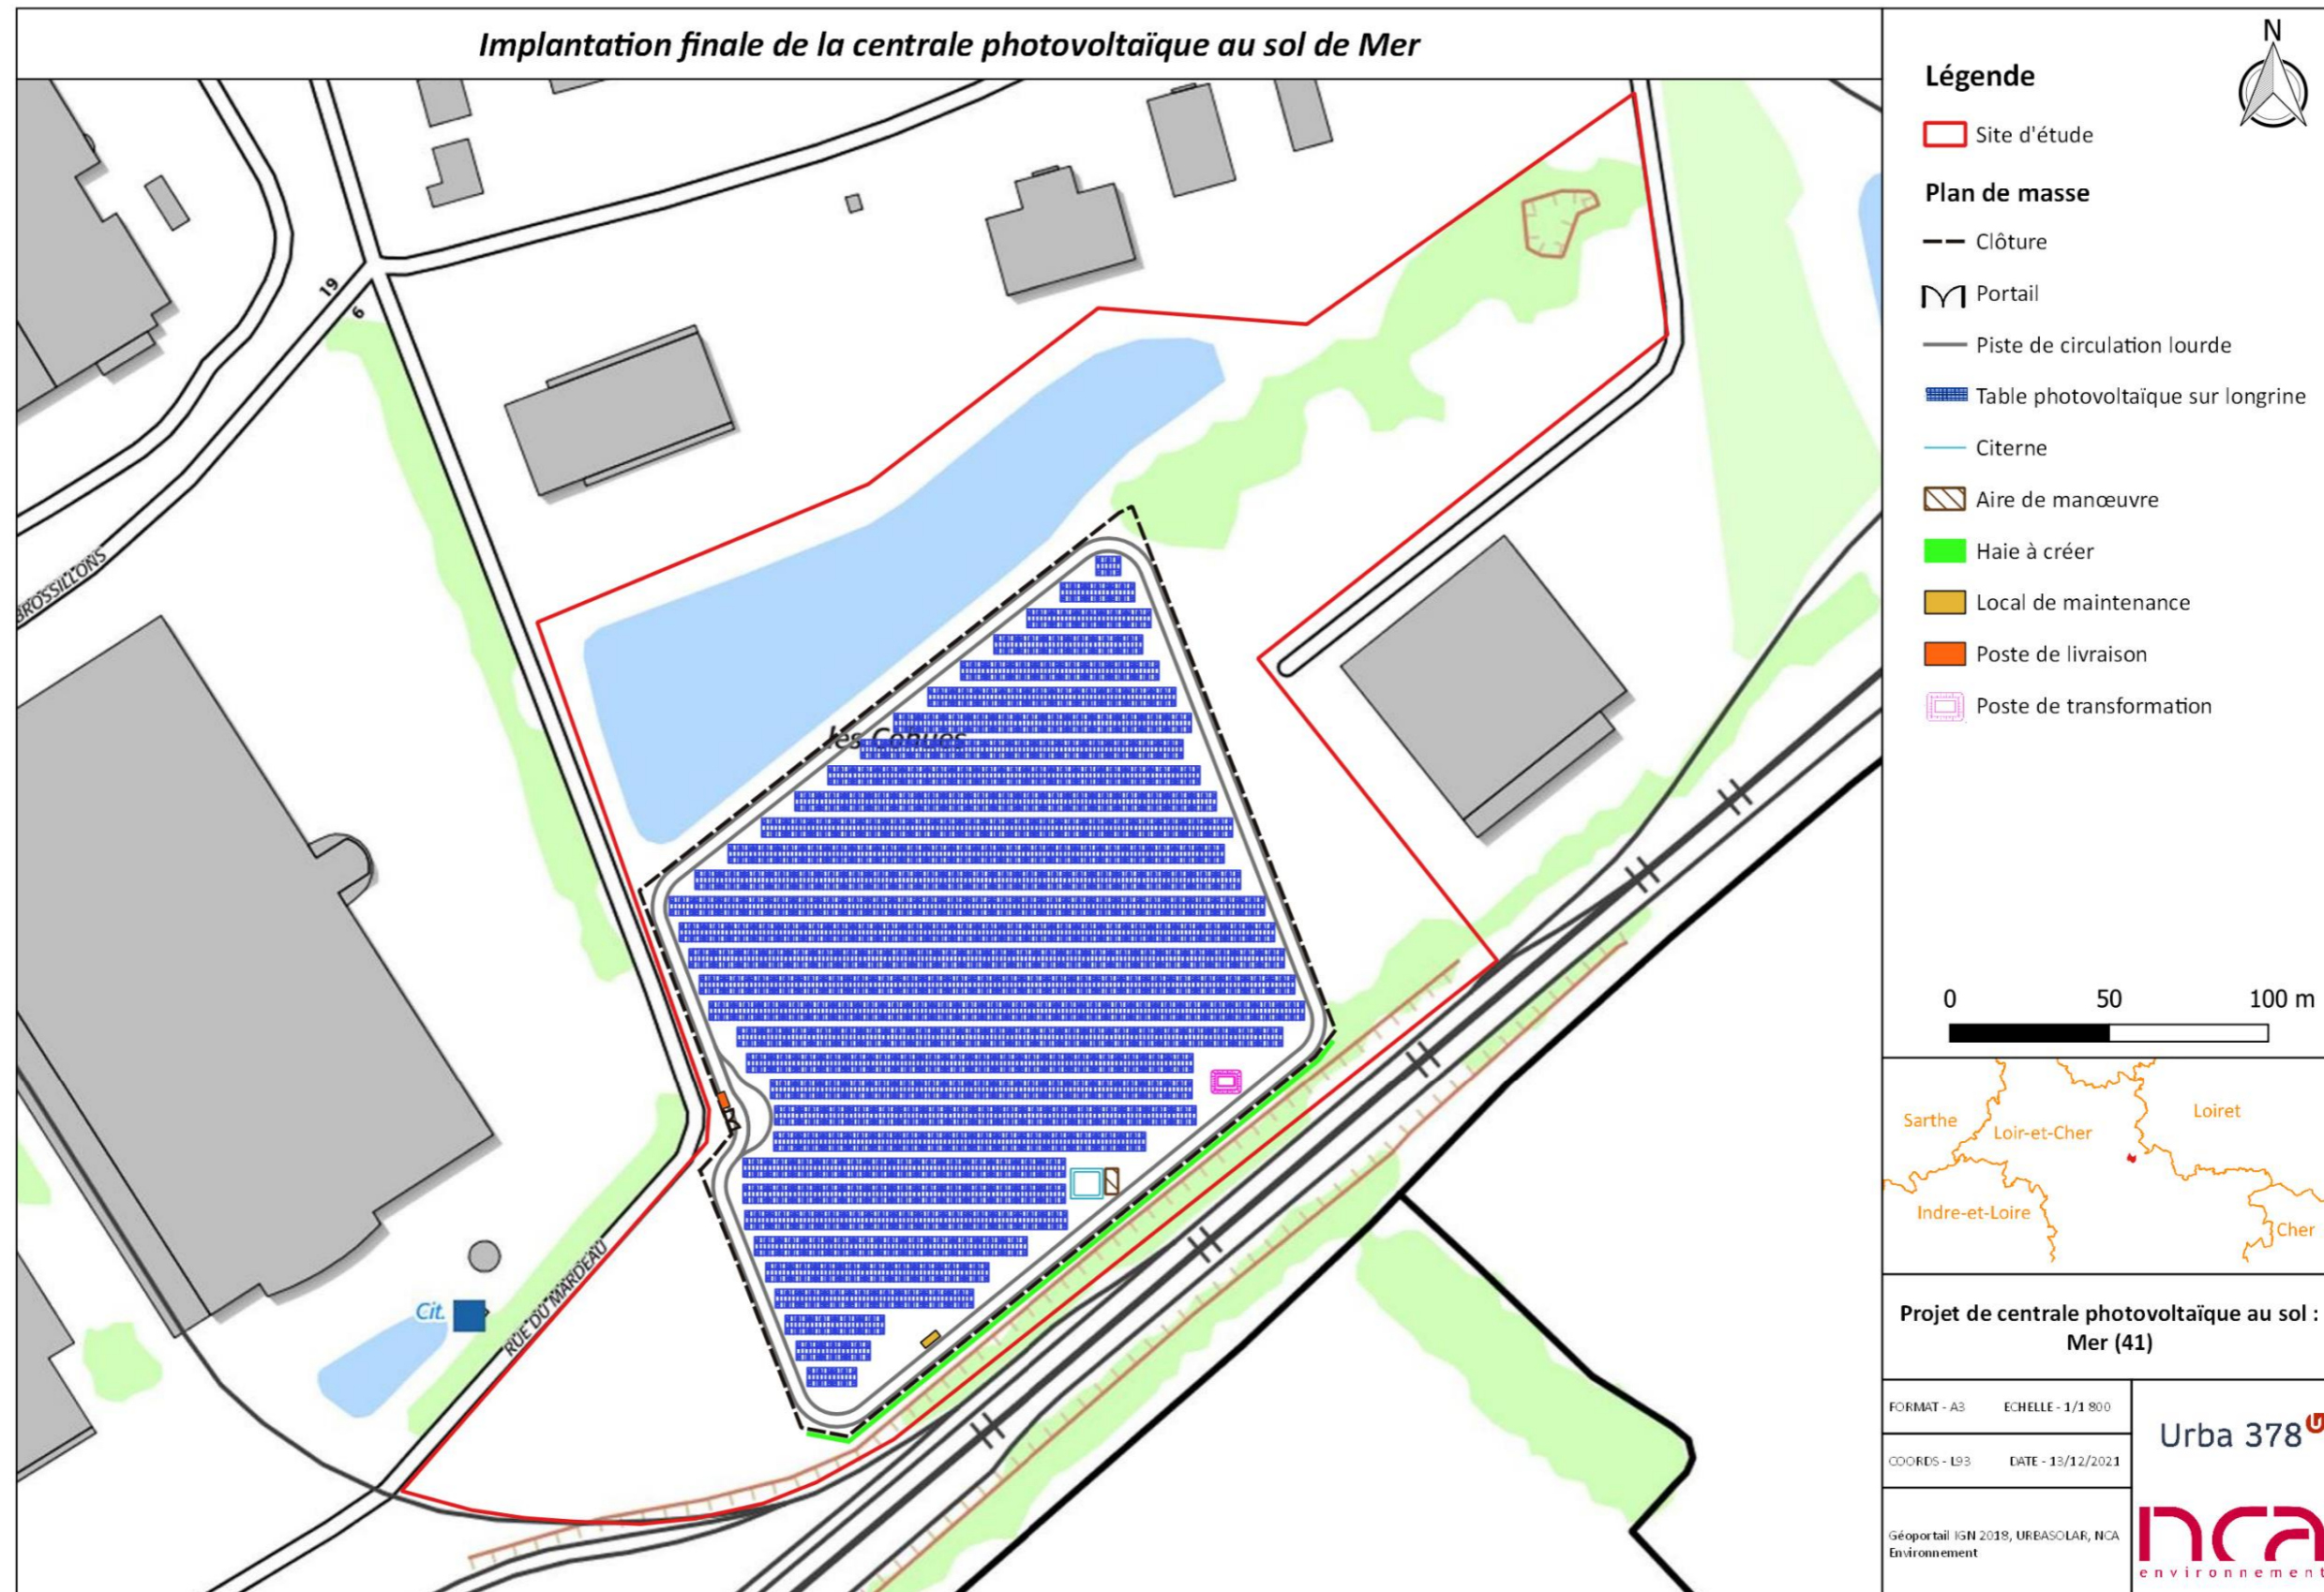 Implantation finale de la centrale photovoltaïque au sol de Mer
19
6
BROSSILLONS
les Cohues
Cit.
RUE DU MARDEAU
N
Légende
Site d'étude
Plan de masse
Clôture
Portail
Piste de circulation lourde
Table photovoltaïque sur longrine
Citerne
Aire de manœuvre
Haie à créer
Local de maintenance
Poste de livraison
Poste de transformation
0 50 100 m
Sarthe
Loir-et-Cher
Loiret
Indre-et-Loire
Cher
Projet de centrale photovoltaïque au sol :
Mer (41)
FORMAT - A3 ECHELLE - 1/1 800
COORDS - L93 DATE - 13/12/2021
Géoportail IGN 2018, URBASOLAR, NCA
Environnement
Urba 378
nca
environnement